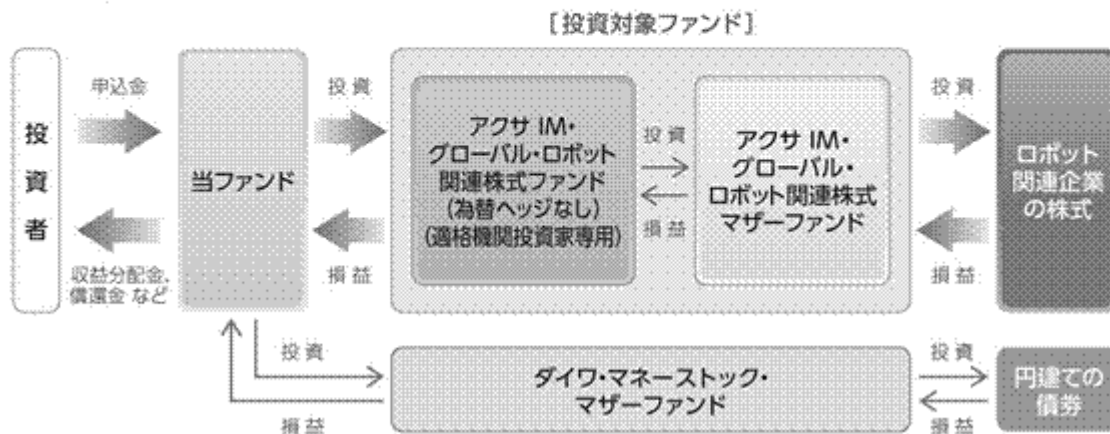 ［投資対象ファンド］
投資者
申込金
収益分配金、
償還金 など
当ファンド
投資
損益
アクサ IM・
グローバル・ロボット
関連株式ファンド
(為替ヘッジなし)
(適格機関投資家専用)
投資
損益
アクサ IM・
グローバル・
ロボット関連株式
マザーファンド
投資
損益
ロボット
関連企業
の株式
投資
損益
ダイワ・マネーストック・
マザーファンド
投資
損益
円建ての
債券